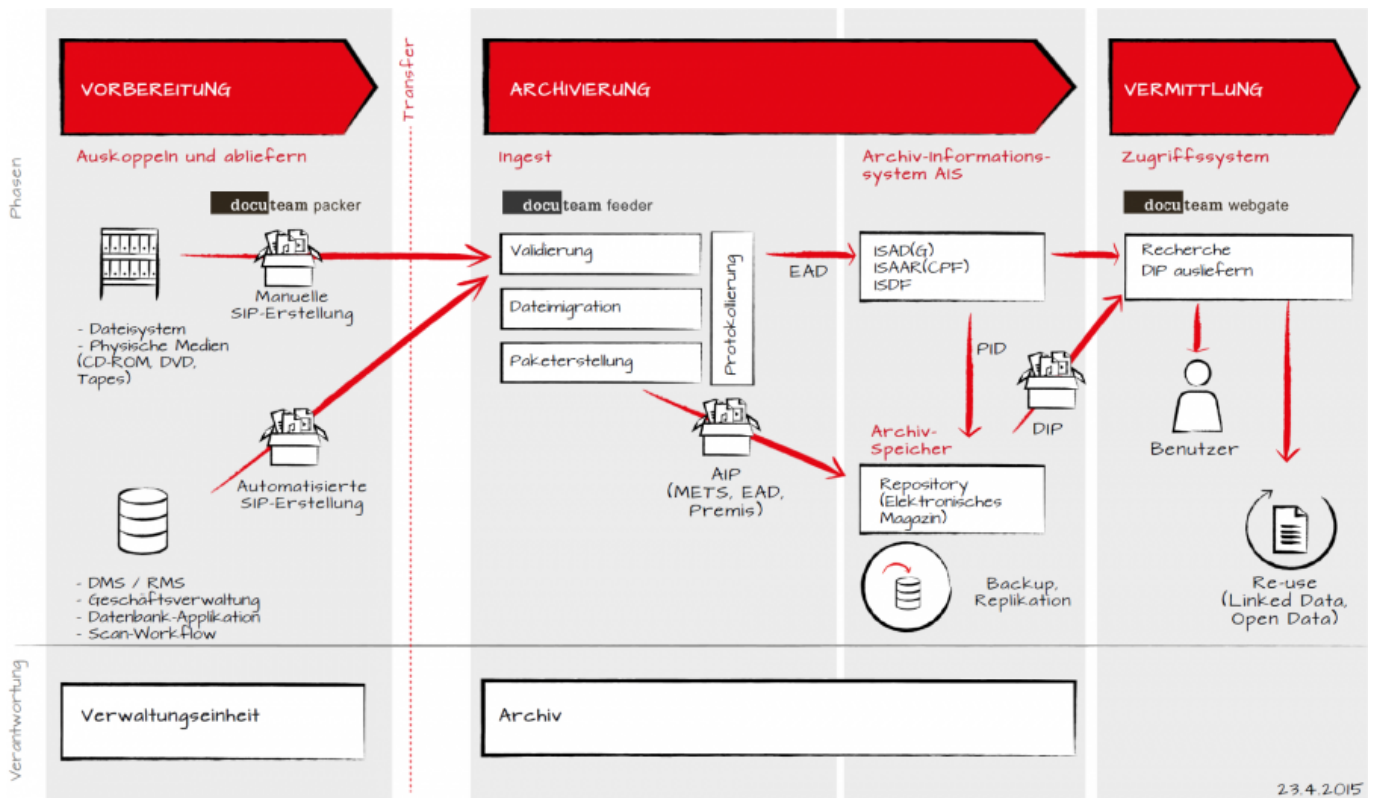 Phasen
VORBEREITUNG
Auskoppeln und abliefern
docuteam packer
Manuelle
SIP-Erstellung
- Dateisystem
- Physische Medien
(CD-ROM, DVD,
Tapes)
Automatisierte
SIP-Erstellung
- DMS / RMS
- Geschäftsverwaltung
- Datenbank-Applikation
- Scan-Workflow
Transfer
ARCHIVIERUNG
Ingest
docuteam feeder
Validierung
Dateimigration
Paketerstellung
Protokollierung
EAD
AIP
(METS, EAD,
Premis)
Archiv-Informations-
system AIS
ISAD(G)
ISAAR(CPF)
ISDF
PID
DIP
Archiv-
Speicher
Repository
(Elektronisches
Magazin)
Backup,
Replikation
VERMITTLUNG
Zugriffssystem
docuteam webgate
Recherche
DIP ausliefern
Benutzer
Re-use
(Linked Data,
Open Data)
Verantwortung
Verwaltungseinheit
Archiv
23.4.2015